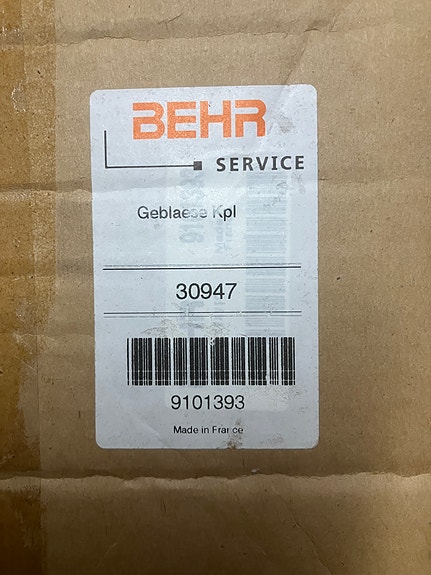 BEHR
SERVICE
Geblaese Kpl
30947
9101393
Made in France